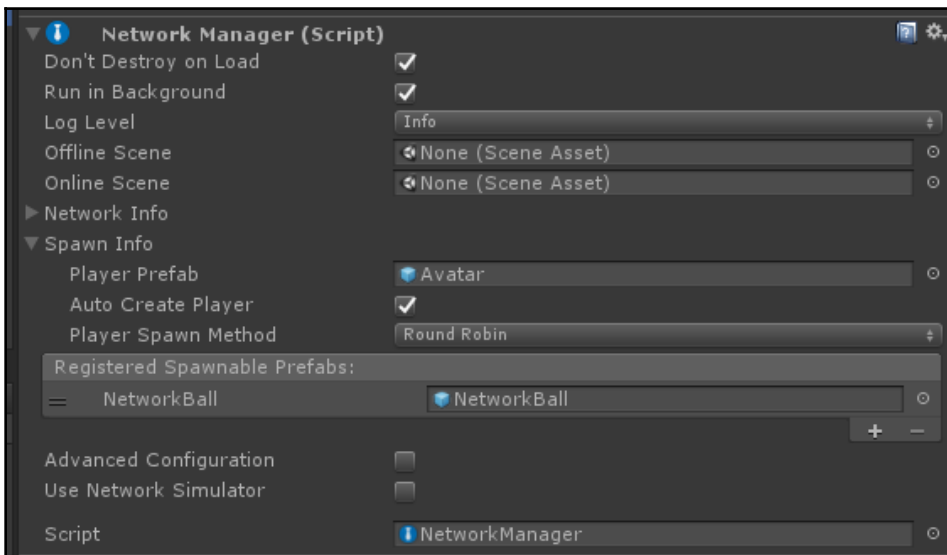 Network Manager (Script)
Don't Destroy on Load
Run in Background
Log Level Info
Offline Scene None (Scene Asset)
Online Scene None (Scene Asset)
Network Info
Spawn Info
Player Prefab Avatar
Auto Create Player
Player Spawn Method Round Robin
Registered Spawnable Prefabs:
NetworkBall NetworkBall
Advanced Configuration
Use Network Simulator
Script NetworkManager